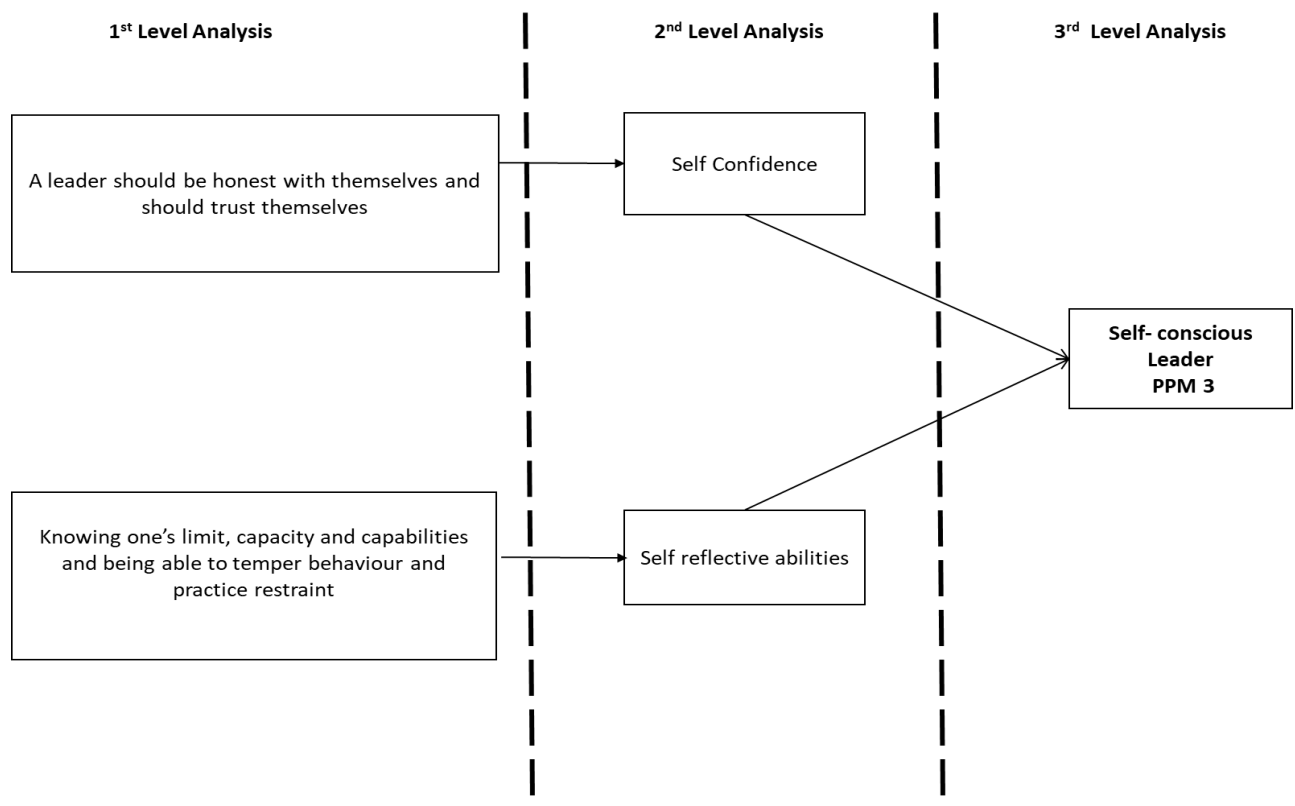 1st Level Analysis
2nd Level Analysis
3rd Level Analysis
A leader should be honest with themselves and
should trust themselves
Self Confidence
Self- conscious
Leader
PPM 3
Knowing one’s limit, capacity and capabilities
and being able to temper behaviour and
practice restraint
Self reflective abilities